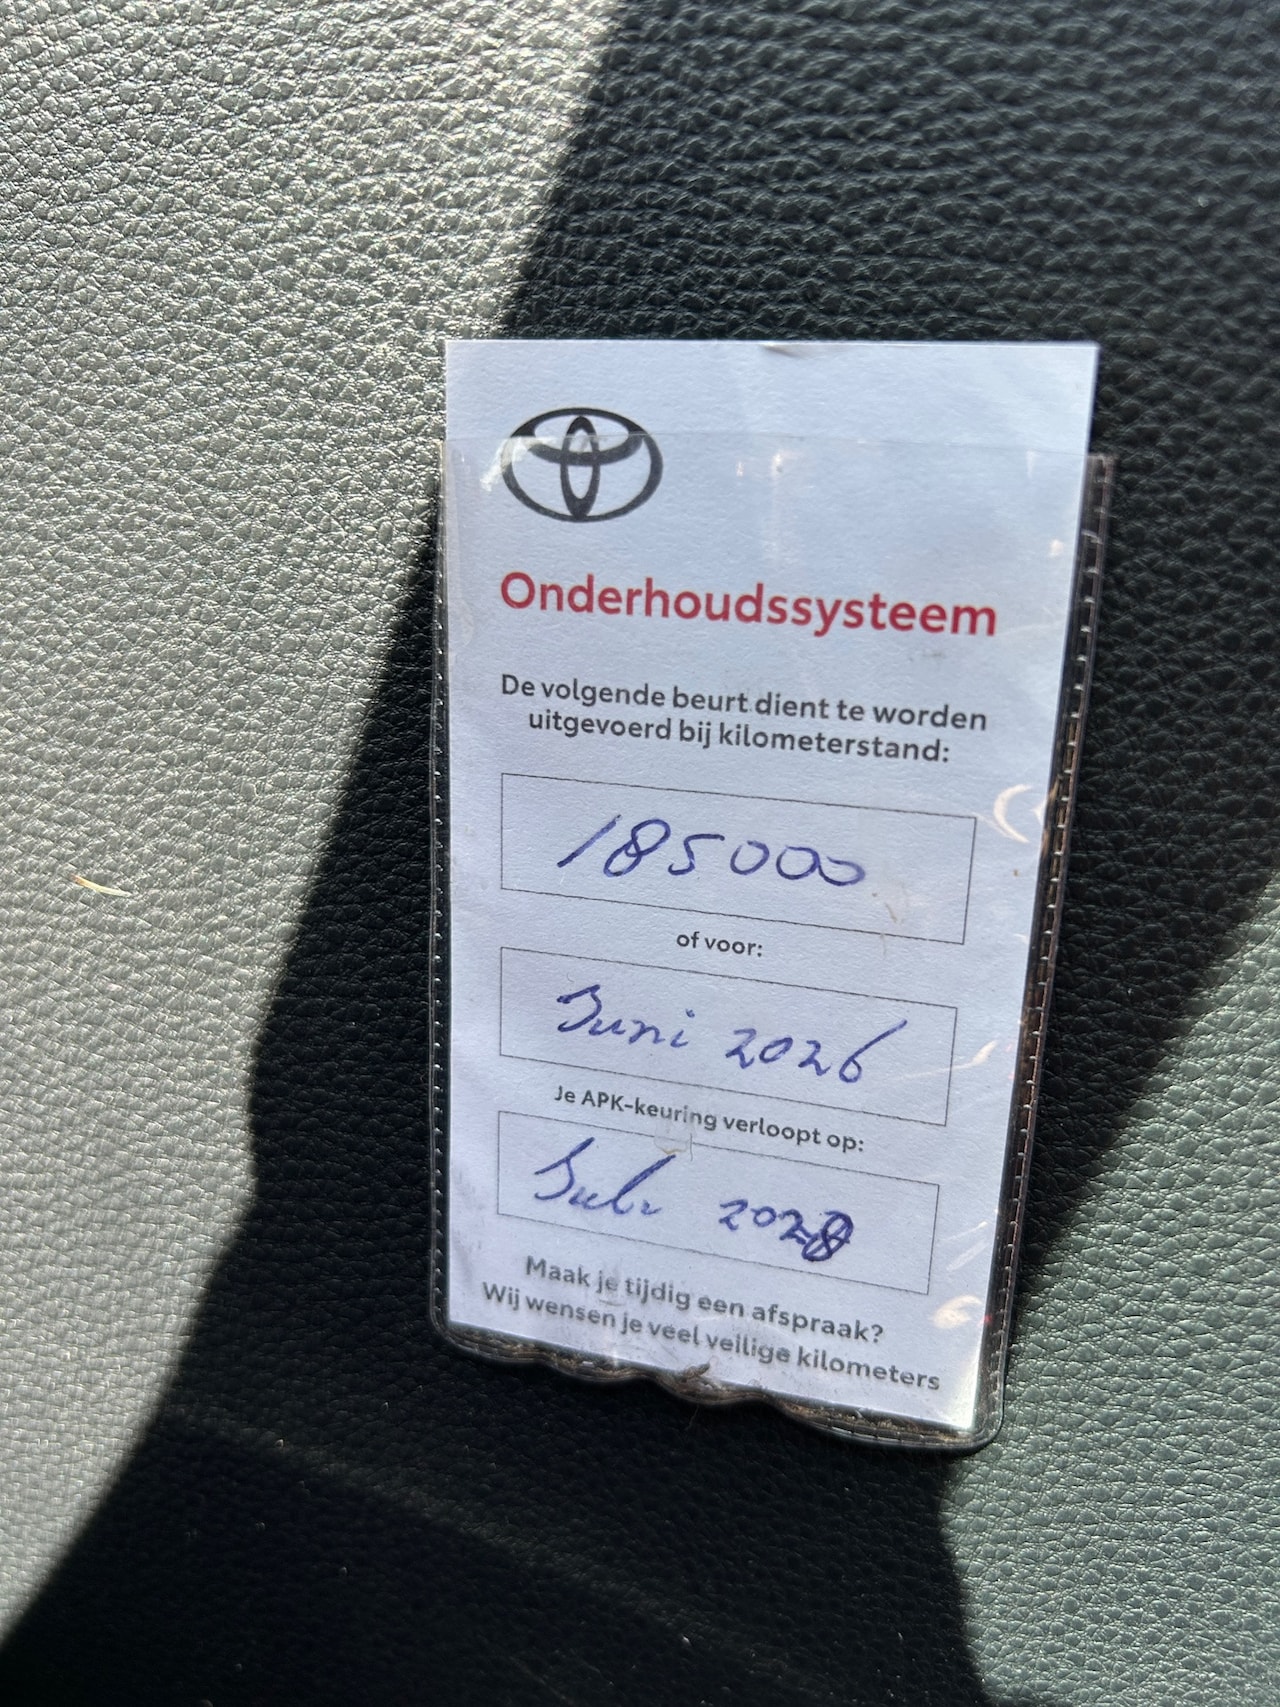 Onderhoudssysteem
De volgende beurt dient te worden
uitgevoerd bij kilometerstand:
185000
of voor:
Juni 2026
Je APK-keuring verloopt op:
Juli 2028
Maak je tijdig een afspraak?
Wij wensen je veel veilige kilometers